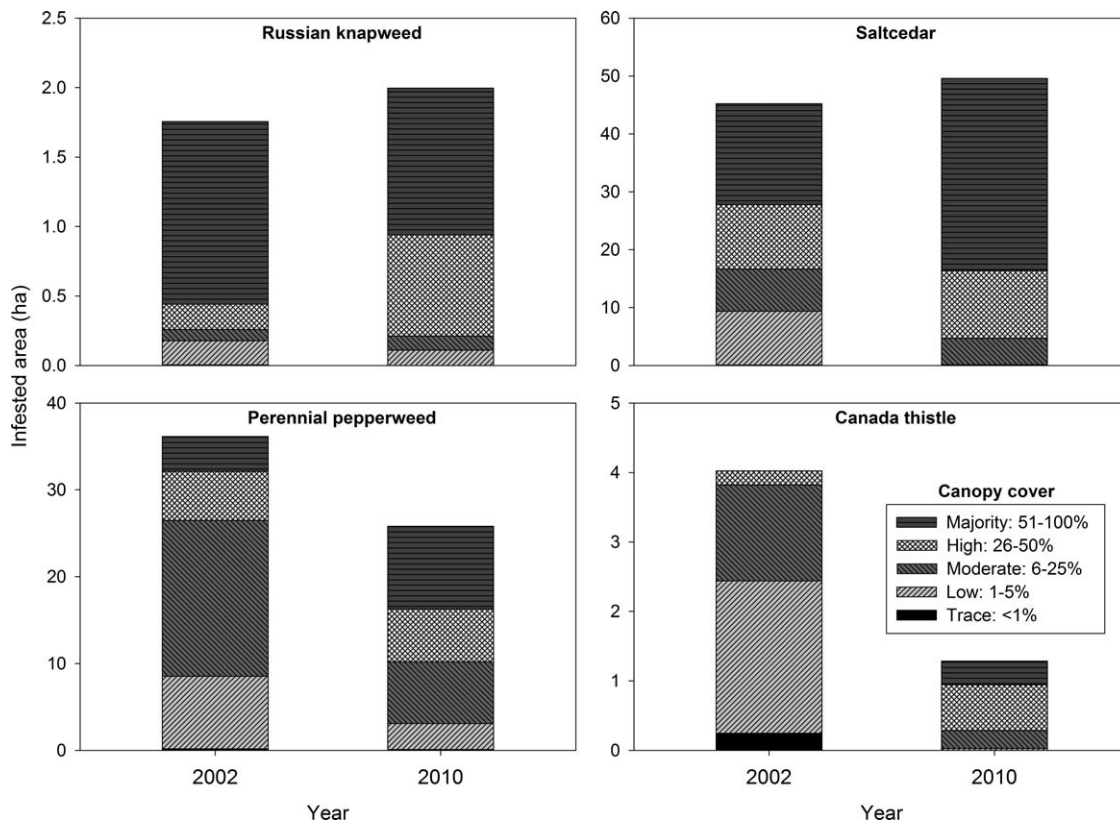 Infested area (ha)
Russian knapweed
2.5
2.0
1.5
1.0
0.5
0.0
Saltcedar
60
50
40
30
20
10
0
Perennial pepperweed
40
30
20
10
0
2002
2010
Year
Canada thistle
5
4
3
2
1
0
Canopy cover
Majority: 51-100%
High: 26-50%
Moderate: 6-25%
Low: 1-5%
Trace: <1%
2002
2010
Year